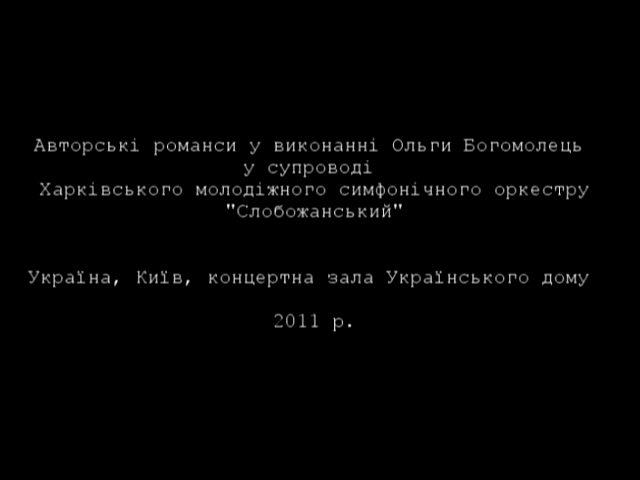 Авторські романси у виконанні Ольги Богомолець
у супроводі
Харківського молодіжного симфонічного оркестру
"Слобожанський"
Україна, Київ, концертна зала Українського дому
2011 р.